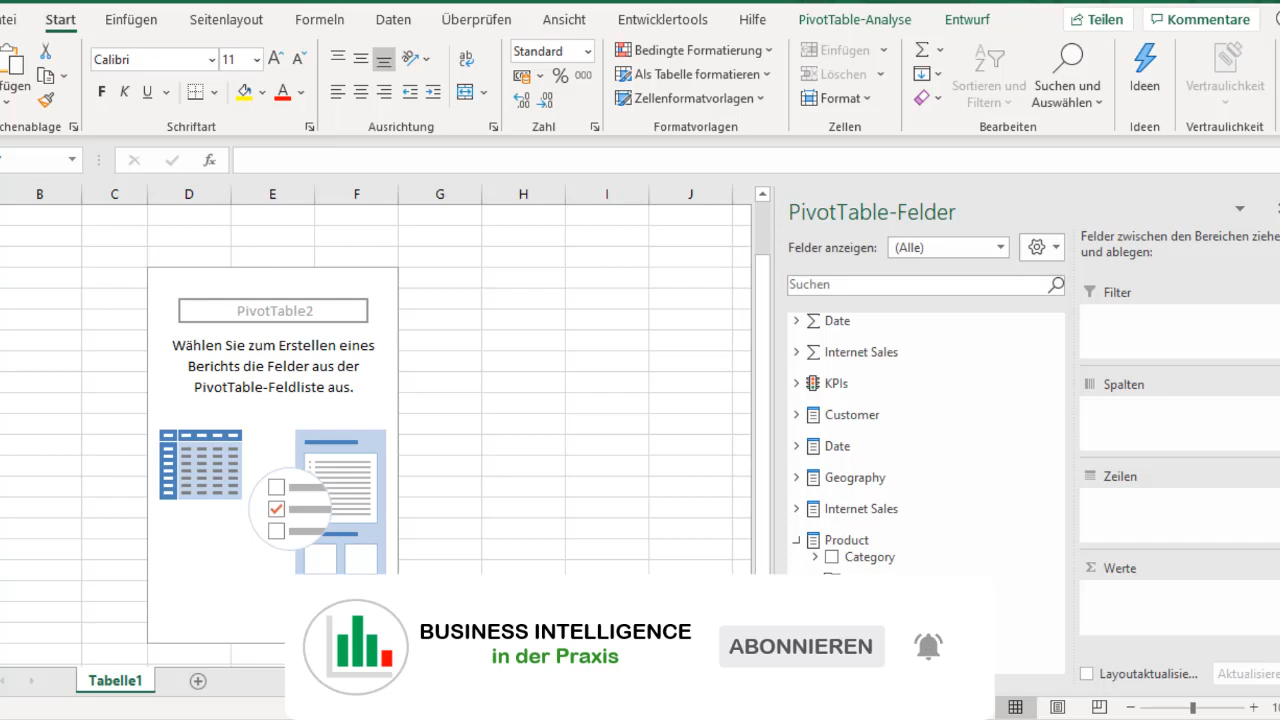 tei Start Einfügen Seitenlayout Formeln Daten Überprüfen Ansicht Entwicklertools Hilfe PivotTable-Analyse Entwurf Teilen Kommentare
fügen
Calibri 11
F K U
Standard
% 000
Bedingte Formatierung
Als Tabelle formatieren
Zellenformatvorlagen
Einfügen
Löschen
Format
Sortieren und
Filtern
Suchen und
Auswählen
Ideen
Vertraulichkeit
chenablage Schriftart Ausrichtung Zahl Formatvorlagen Zellen Bearbeiten Ideen Vertraulichkeit
fx
B C D E F G H I J
PivotTable2
Wählen Sie zum Erstellen eines
Berichts die Felder aus der
PivotTable-Feldliste aus.
PivotTable-Felder
Felder anzeigen: (Alle)
Suchen
Date
Internet Sales
KPIs
Customer
Date
Geography
Internet Sales
Product
Category
Felder zwischen den Bereichen ziehe
und ablegen:
Filter
Spalten
Zeilen
Werte
BUSINESS INTELLIGENCE
in der Praxis
ABONNIEREN
Tabelle1
Layoutaktualisie... Aktualisiere